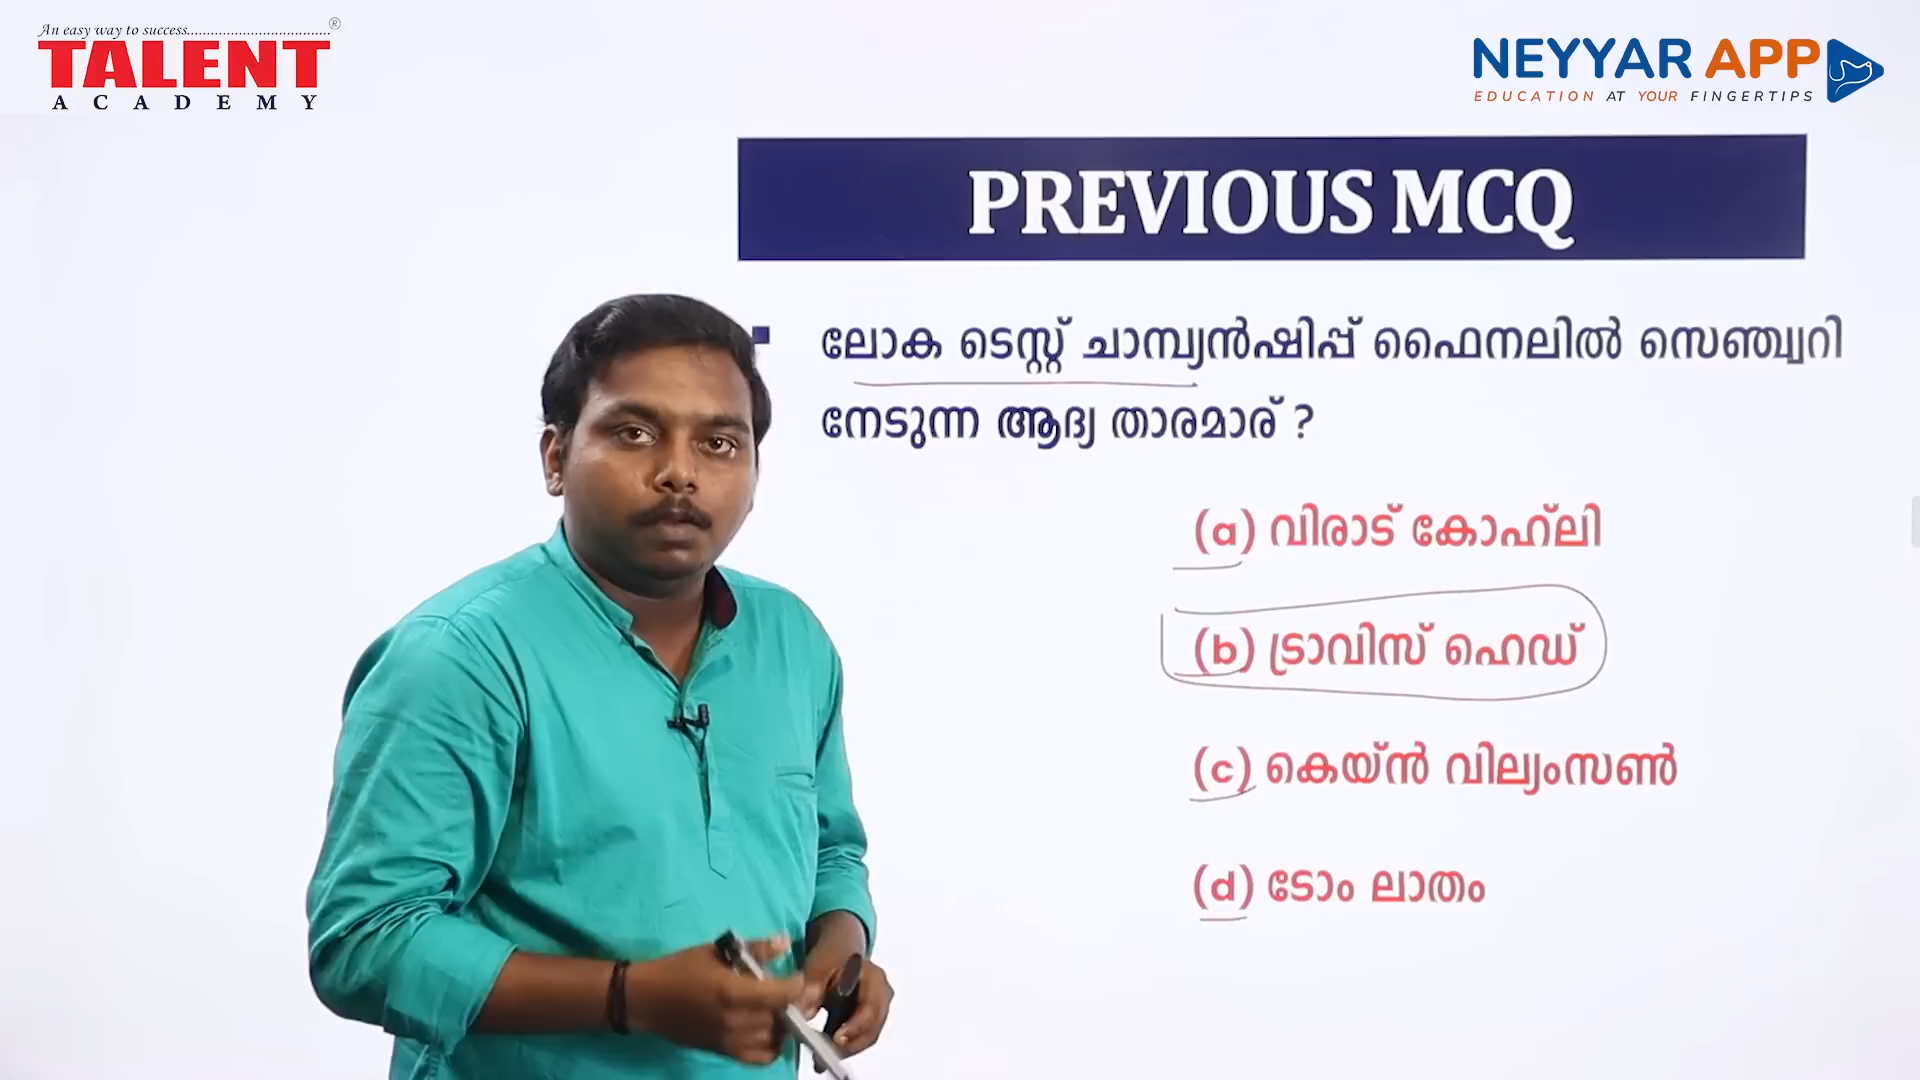 An easy way to success
TALENT
ACADEMY
NEYYAR APP
EDUCATION AT YOUR FINGERTIPS
PREVIOUS MCQ
ലോക ടെസ്റ്റ് ചാമ്പ്യൻഷിപ്പ് ഫൈനലിൽ സെഞ്ച്വറി
നേടുന്ന ആദ്യ താരമാര് ?
(a) വിരാട് കോഹ്‌ലി
(b) ട്രാവിസ് ഹെഡ്
(c) കെയ്ൻ വില്യംസൺ
(d) ടോം ലാതം